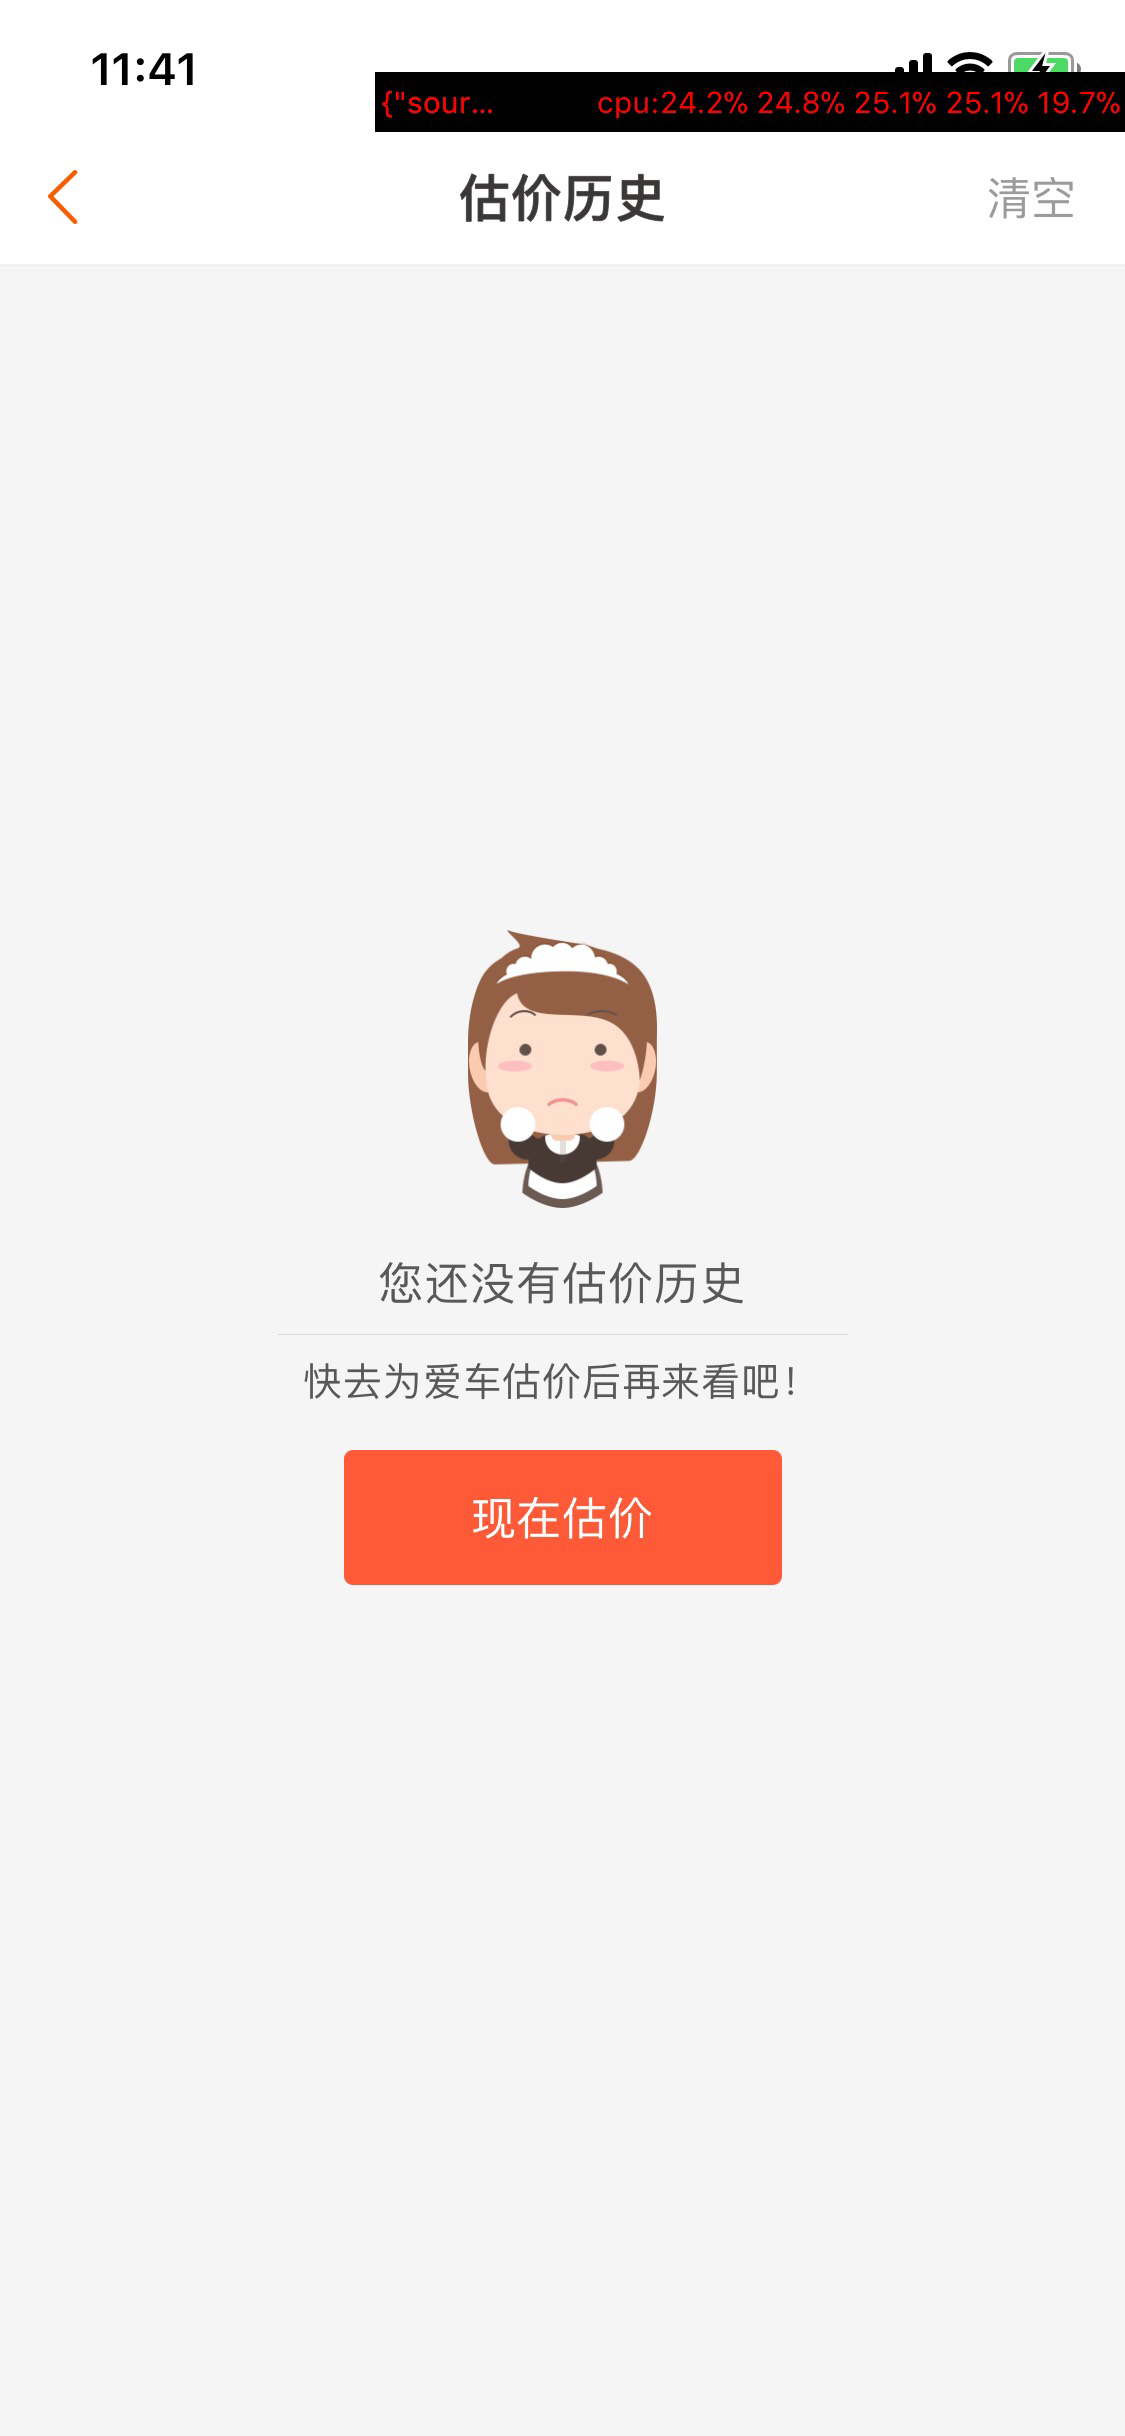 11:41
{"sour... cpu:24.2% 24.8% 25.1% 25.1% 19.7%
估价历史
清空
您还没有估价历史
快去为爱车估价后再来看吧！
现在估价